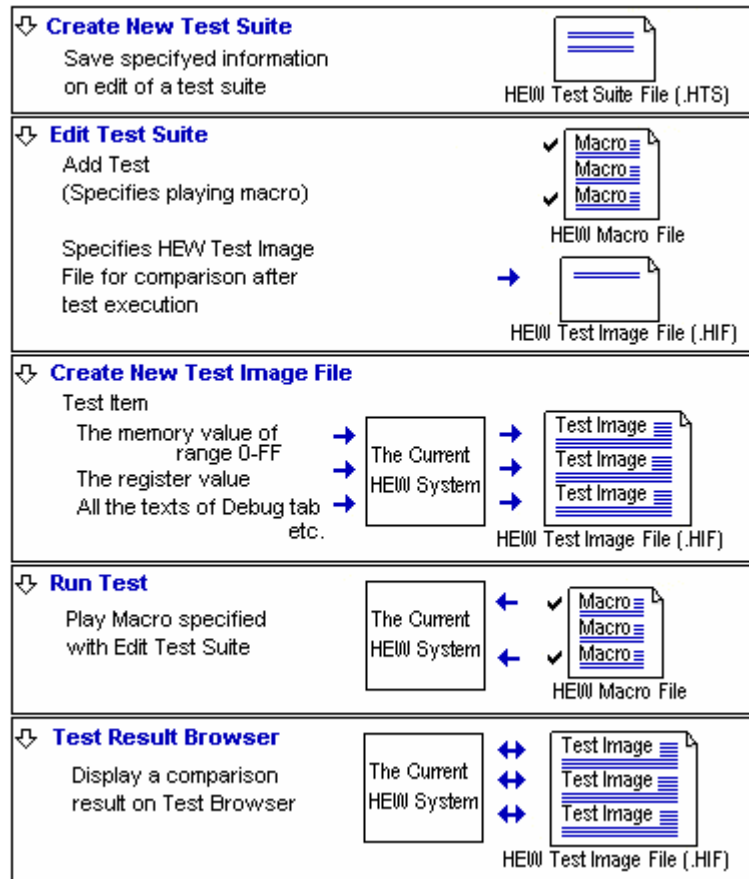 Create New Test Suite
Save specifyed information
on edit of a test suite
HEW Test Suite File (.HTS)
Edit Test Suite
Add Test
(Specifies playing macro)
Macro
Macro
Macro
HEW Macro File
Specifies HEW Test Image
File for comparison after
test execution
HEW Test Image File (.HIF)
Create New Test Image File
Test Item
The memory value of
range 0-FF
The register value
All the texts of Debug tab
etc.
The Current
HEW System
Test Image
Test Image
Test Image
HEW Test Image File (.HIF)
Run Test
Play Macro specified
with Edit Test Suite
The Current
HEW System
Macro
Macro
Macro
HEW Macro File
Test Result Browser
Display a comparison
result on Test Browser
The Current
HEW System
Test Image
Test Image
Test Image
HEW Test Image File (.HIF)